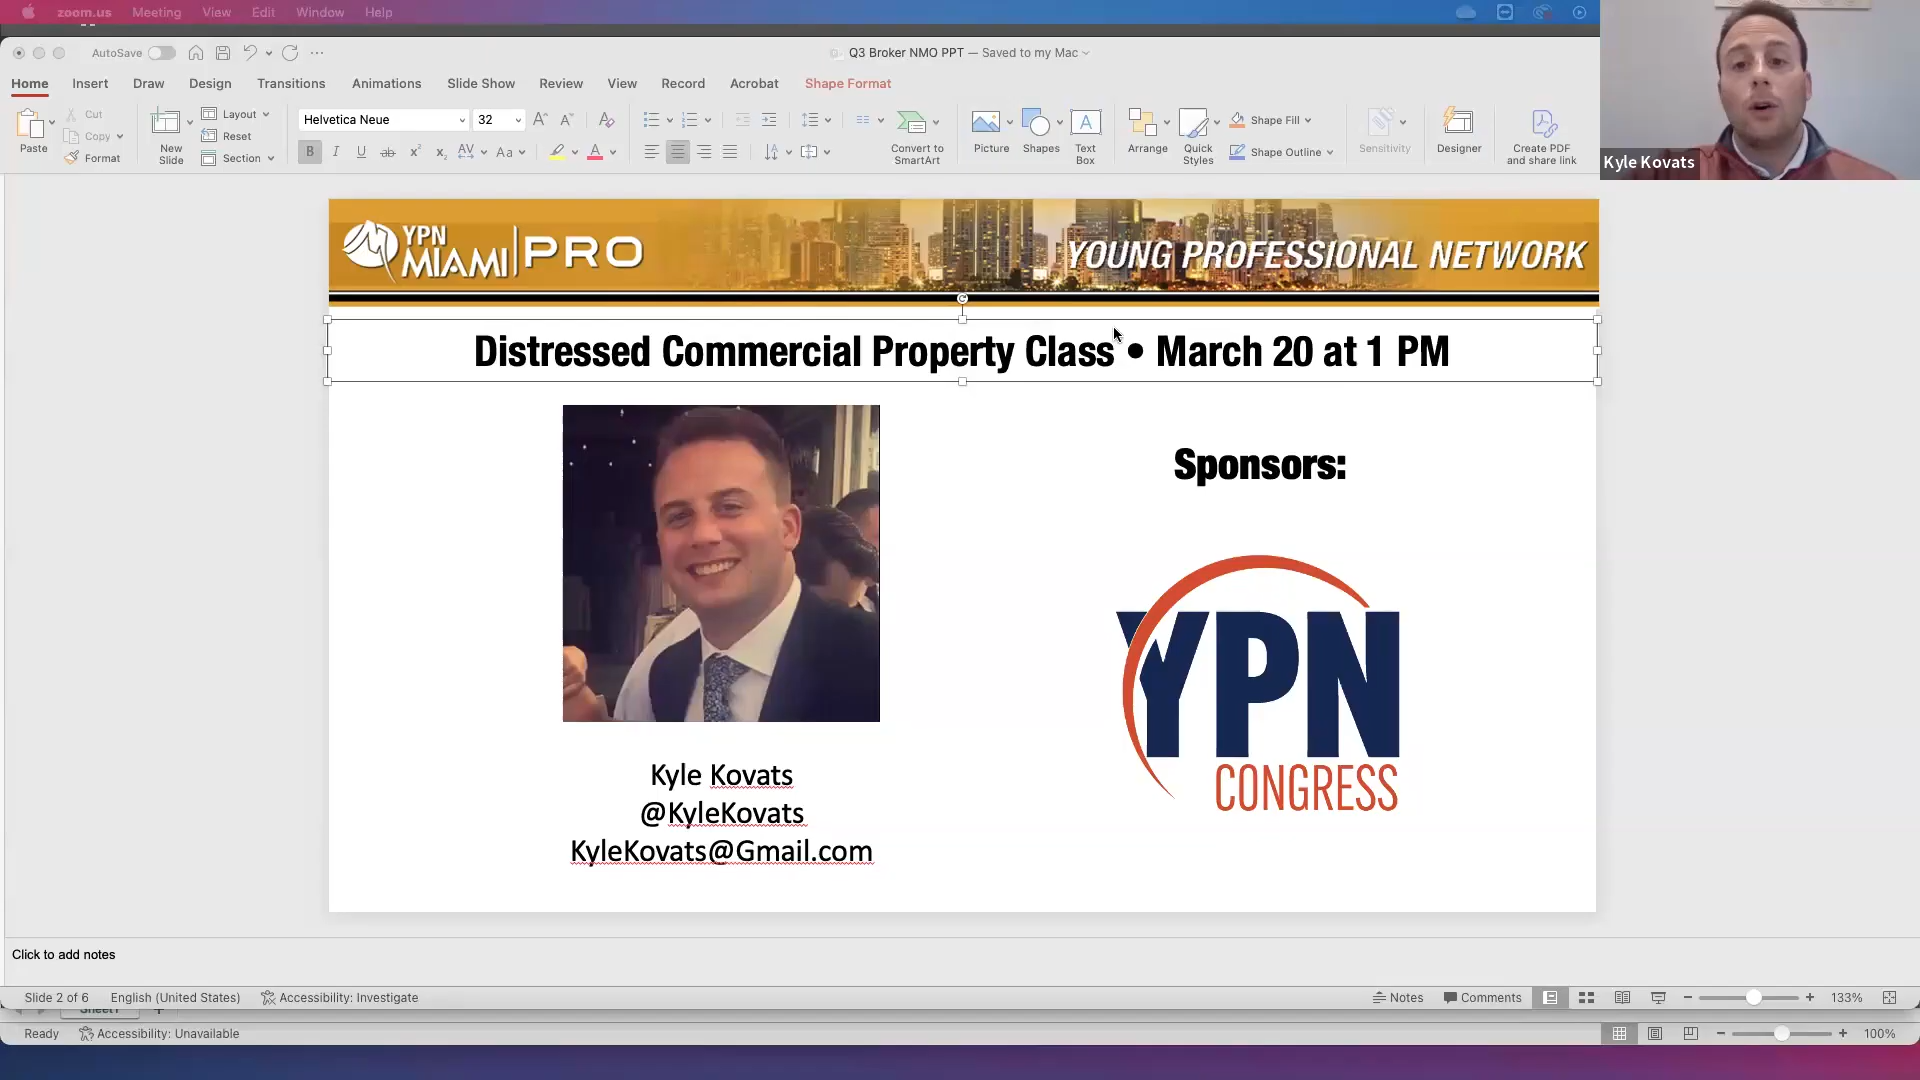 zoom.us Meeting View Edit Window Help
AutoSave
Q3 Broker NMO PPT — Saved to my Mac
Home Insert Draw Design Transitions Animations Slide Show Review View Record Acrobat Shape Format
Paste
Cut
Copy
Format
New Slide
Layout
Reset
Section
Helvetica Neue 32
Convert to SmartArt
Picture
Shapes
Text Box
Arrange
Quick Styles
Shape Fill
Shape Outline
Sensitivity
Designer
Create PDF and share link
Kyle Kovats
YPN
MIAMI|PRO
YOUNG PROFESSIONAL NETWORK
Distressed Commercial Property Class • March 20 at 1 PM
Sponsors:
YPN
CONGRESS
Kyle Kovats
@KyleKovats
KyleKovats@Gmail.com
Click to add notes
Slide 2 of 6 English (United States) Accessibility: Investigate Notes Comments 133%
Sheet1
Ready Accessibility: Unavailable 100%